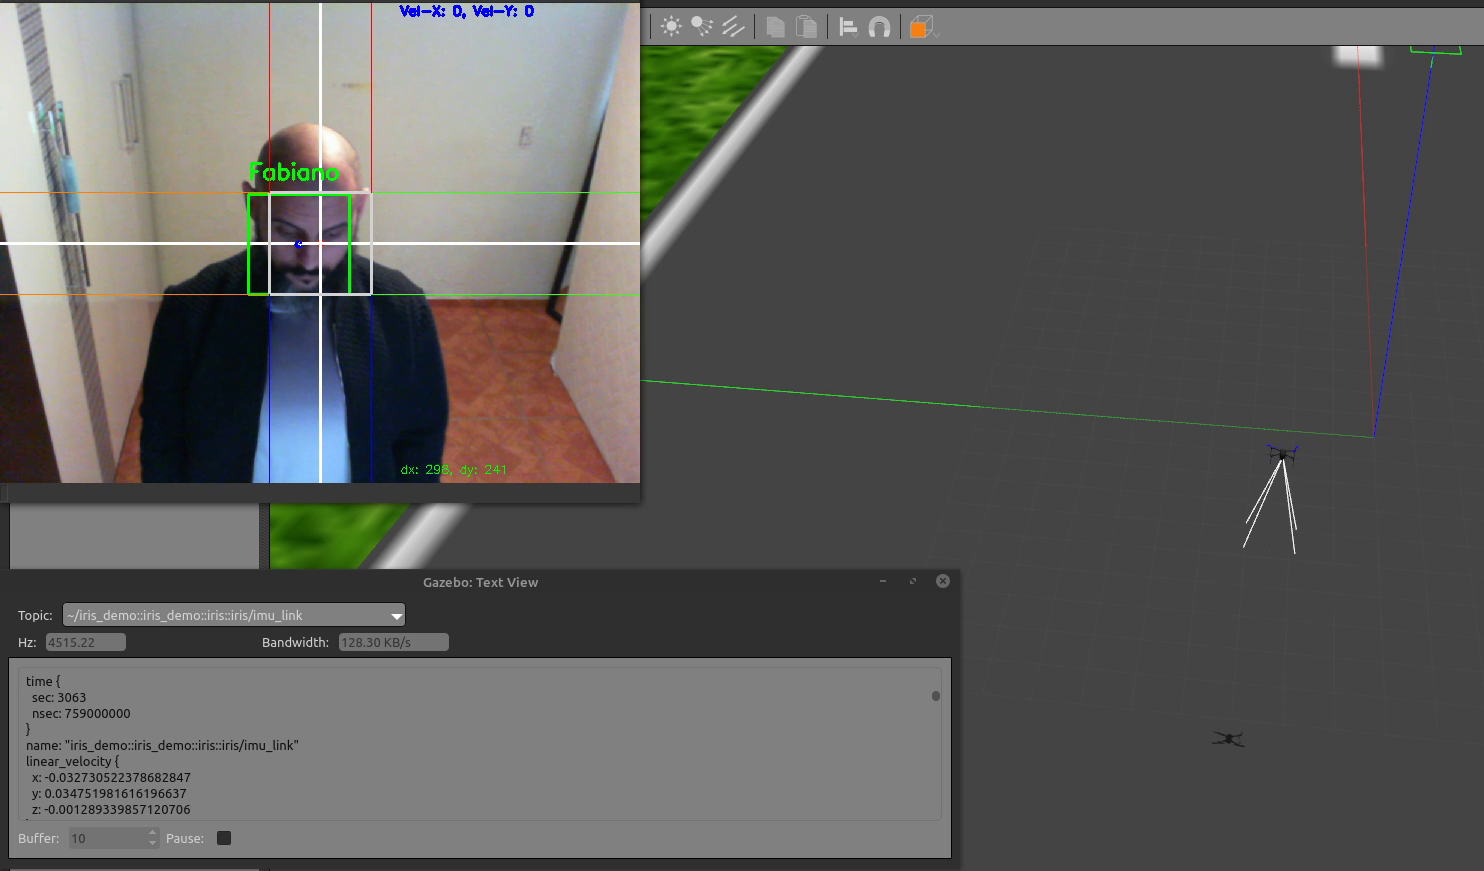 Vel-X: 0, Vel-Y: 0
Fabiano
dx: 298, dy: 241
Gazebo: Text View
Topic: ~/iris_demo::iris_demo::iris::iris/imu_link
Hz: 4515.22 Bandwidth: 128.30 KB/s
time {
sec: 3063
nsec: 759000000
}
name: "iris_demo::iris_demo::iris::iris/imu_link"
linear_velocity {
x: -0.032730522378682847
y: 0.034751981616196637
z: -0.0012893398571207​06
Buffer: 10 Pause: